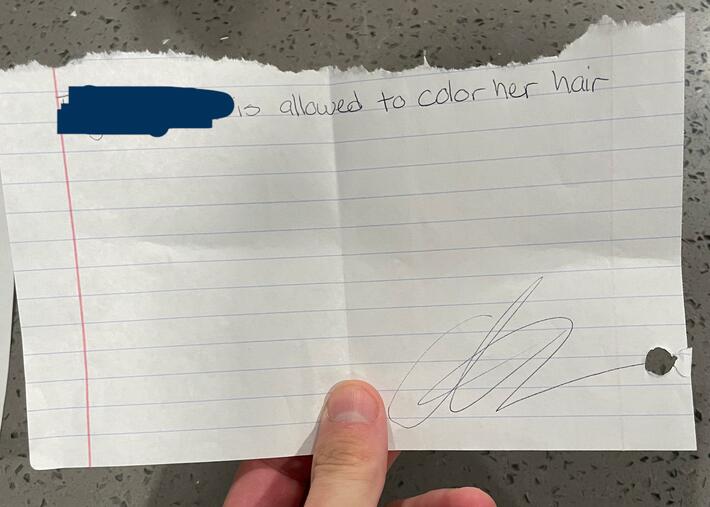 is allowed to color her hair